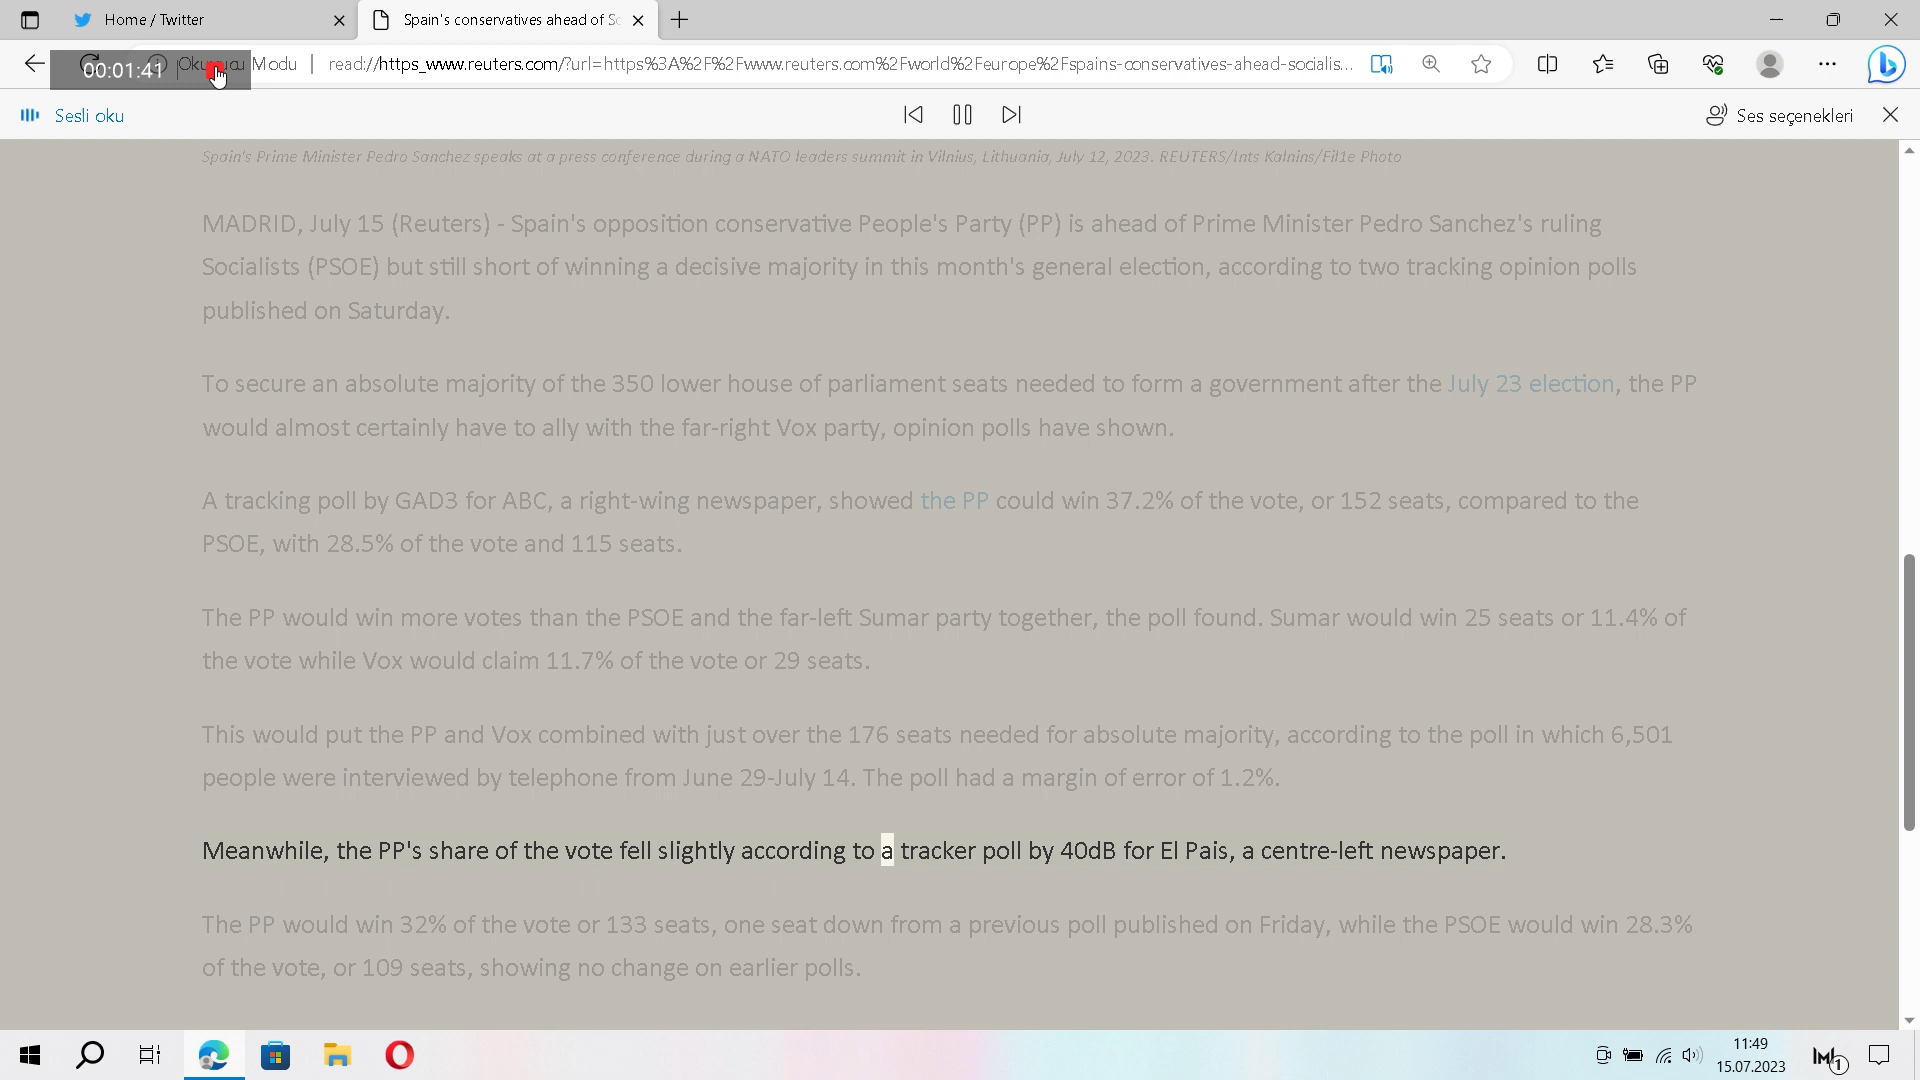 Home / Twitter
Spain's conservatives ahead of So
00:01:41
Modu
read://https_www.reuters.com/?url=https%3A%2F%2Fwww.reuters.com%2Fworld%2Feurope%2Fspains-conservatives-ahead-socialis...
Sesli oku
Ses seçenekleri
Spain's Prime Minister Pedro Sanchez speaks at a press conference during a NATO leaders summit in Vilnius, Lithuania, July 12, 2023. REUTERS/Ints Kalnins/Fil1e Photo
MADRID, July 15 (Reuters) - Spain's opposition conservative People's Party (PP) is ahead of Prime Minister Pedro Sanchez's ruling
Socialists (PSOE) but still short of winning a decisive majority in this month's general election, according to two tracking opinion polls
published on Saturday.
To secure an absolute majority of the 350 lower house of parliament seats needed to form a government after the July 23 election, the PP
would almost certainly have to ally with the far-right Vox party, opinion polls have shown.
A tracking poll by GAD3 for ABC, a right-wing newspaper, showed the PP could win 37.2% of the vote, or 152 seats, compared to the
PSOE, with 28.5% of the vote and 115 seats.
The PP would win more votes than the PSOE and the far-left Sumar party together, the poll found. Sumar would win 25 seats or 11.4% of
the vote while Vox would claim 11.7% of the vote or 29 seats.
This would put the PP and Vox combined with just over the 176 seats needed for absolute majority, according to the poll in which 6,501
people were interviewed by telephone from June 29-July 14. The poll had a margin of error of 1.2%.
Meanwhile, the PP's share of the vote fell slightly according to a tracker poll by 40dB for El Pais, a centre-left newspaper.
The PP would win 32% of the vote or 133 seats, one seat down from a previous poll published on Friday, while the PSOE would win 28.3%
of the vote, or 109 seats, showing no change on earlier polls.
11:49
15.07.2023
1